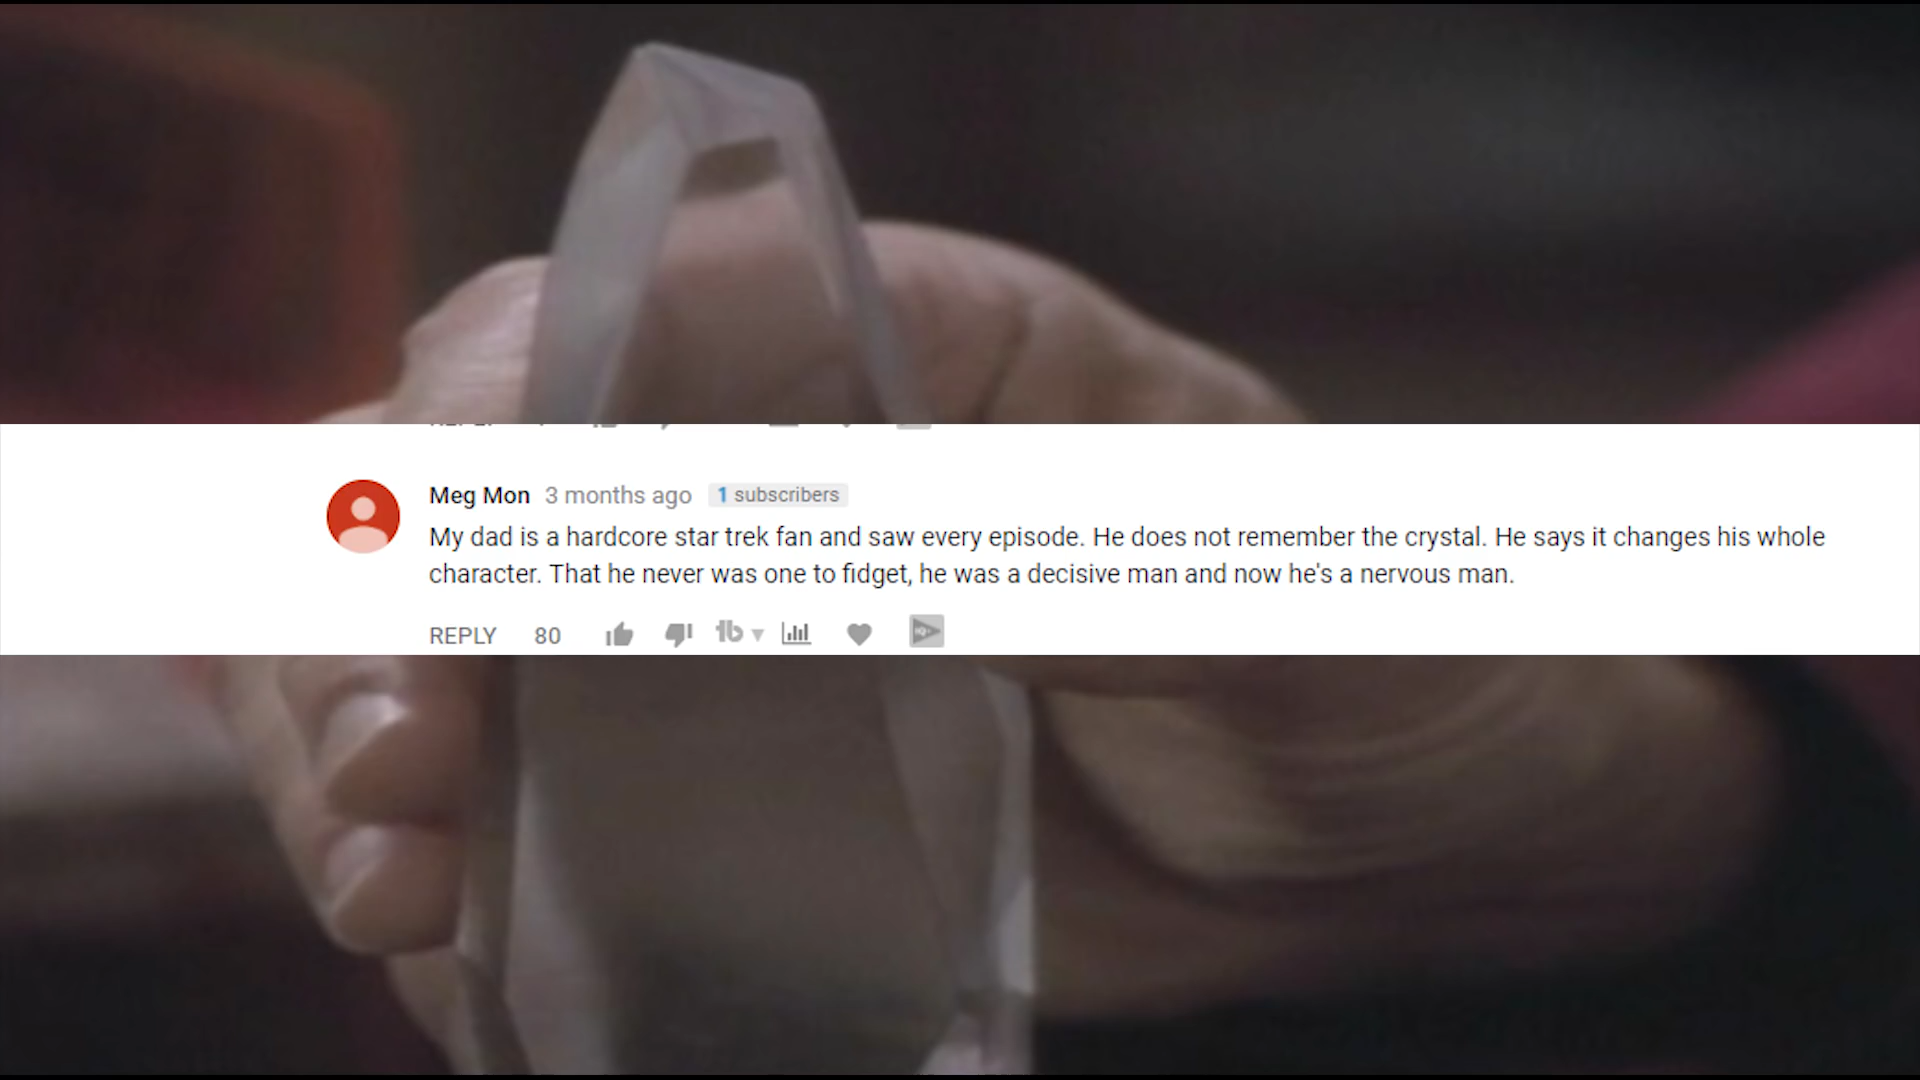 Meg Mon 3 months ago 1 subscribers
My dad is a hardcore star trek fan and saw every episode. He does not remember the crystal. He says it changes his whole
character. That he never was one to fidget, he was a decisive man and now he's a nervous man.
REPLY 80